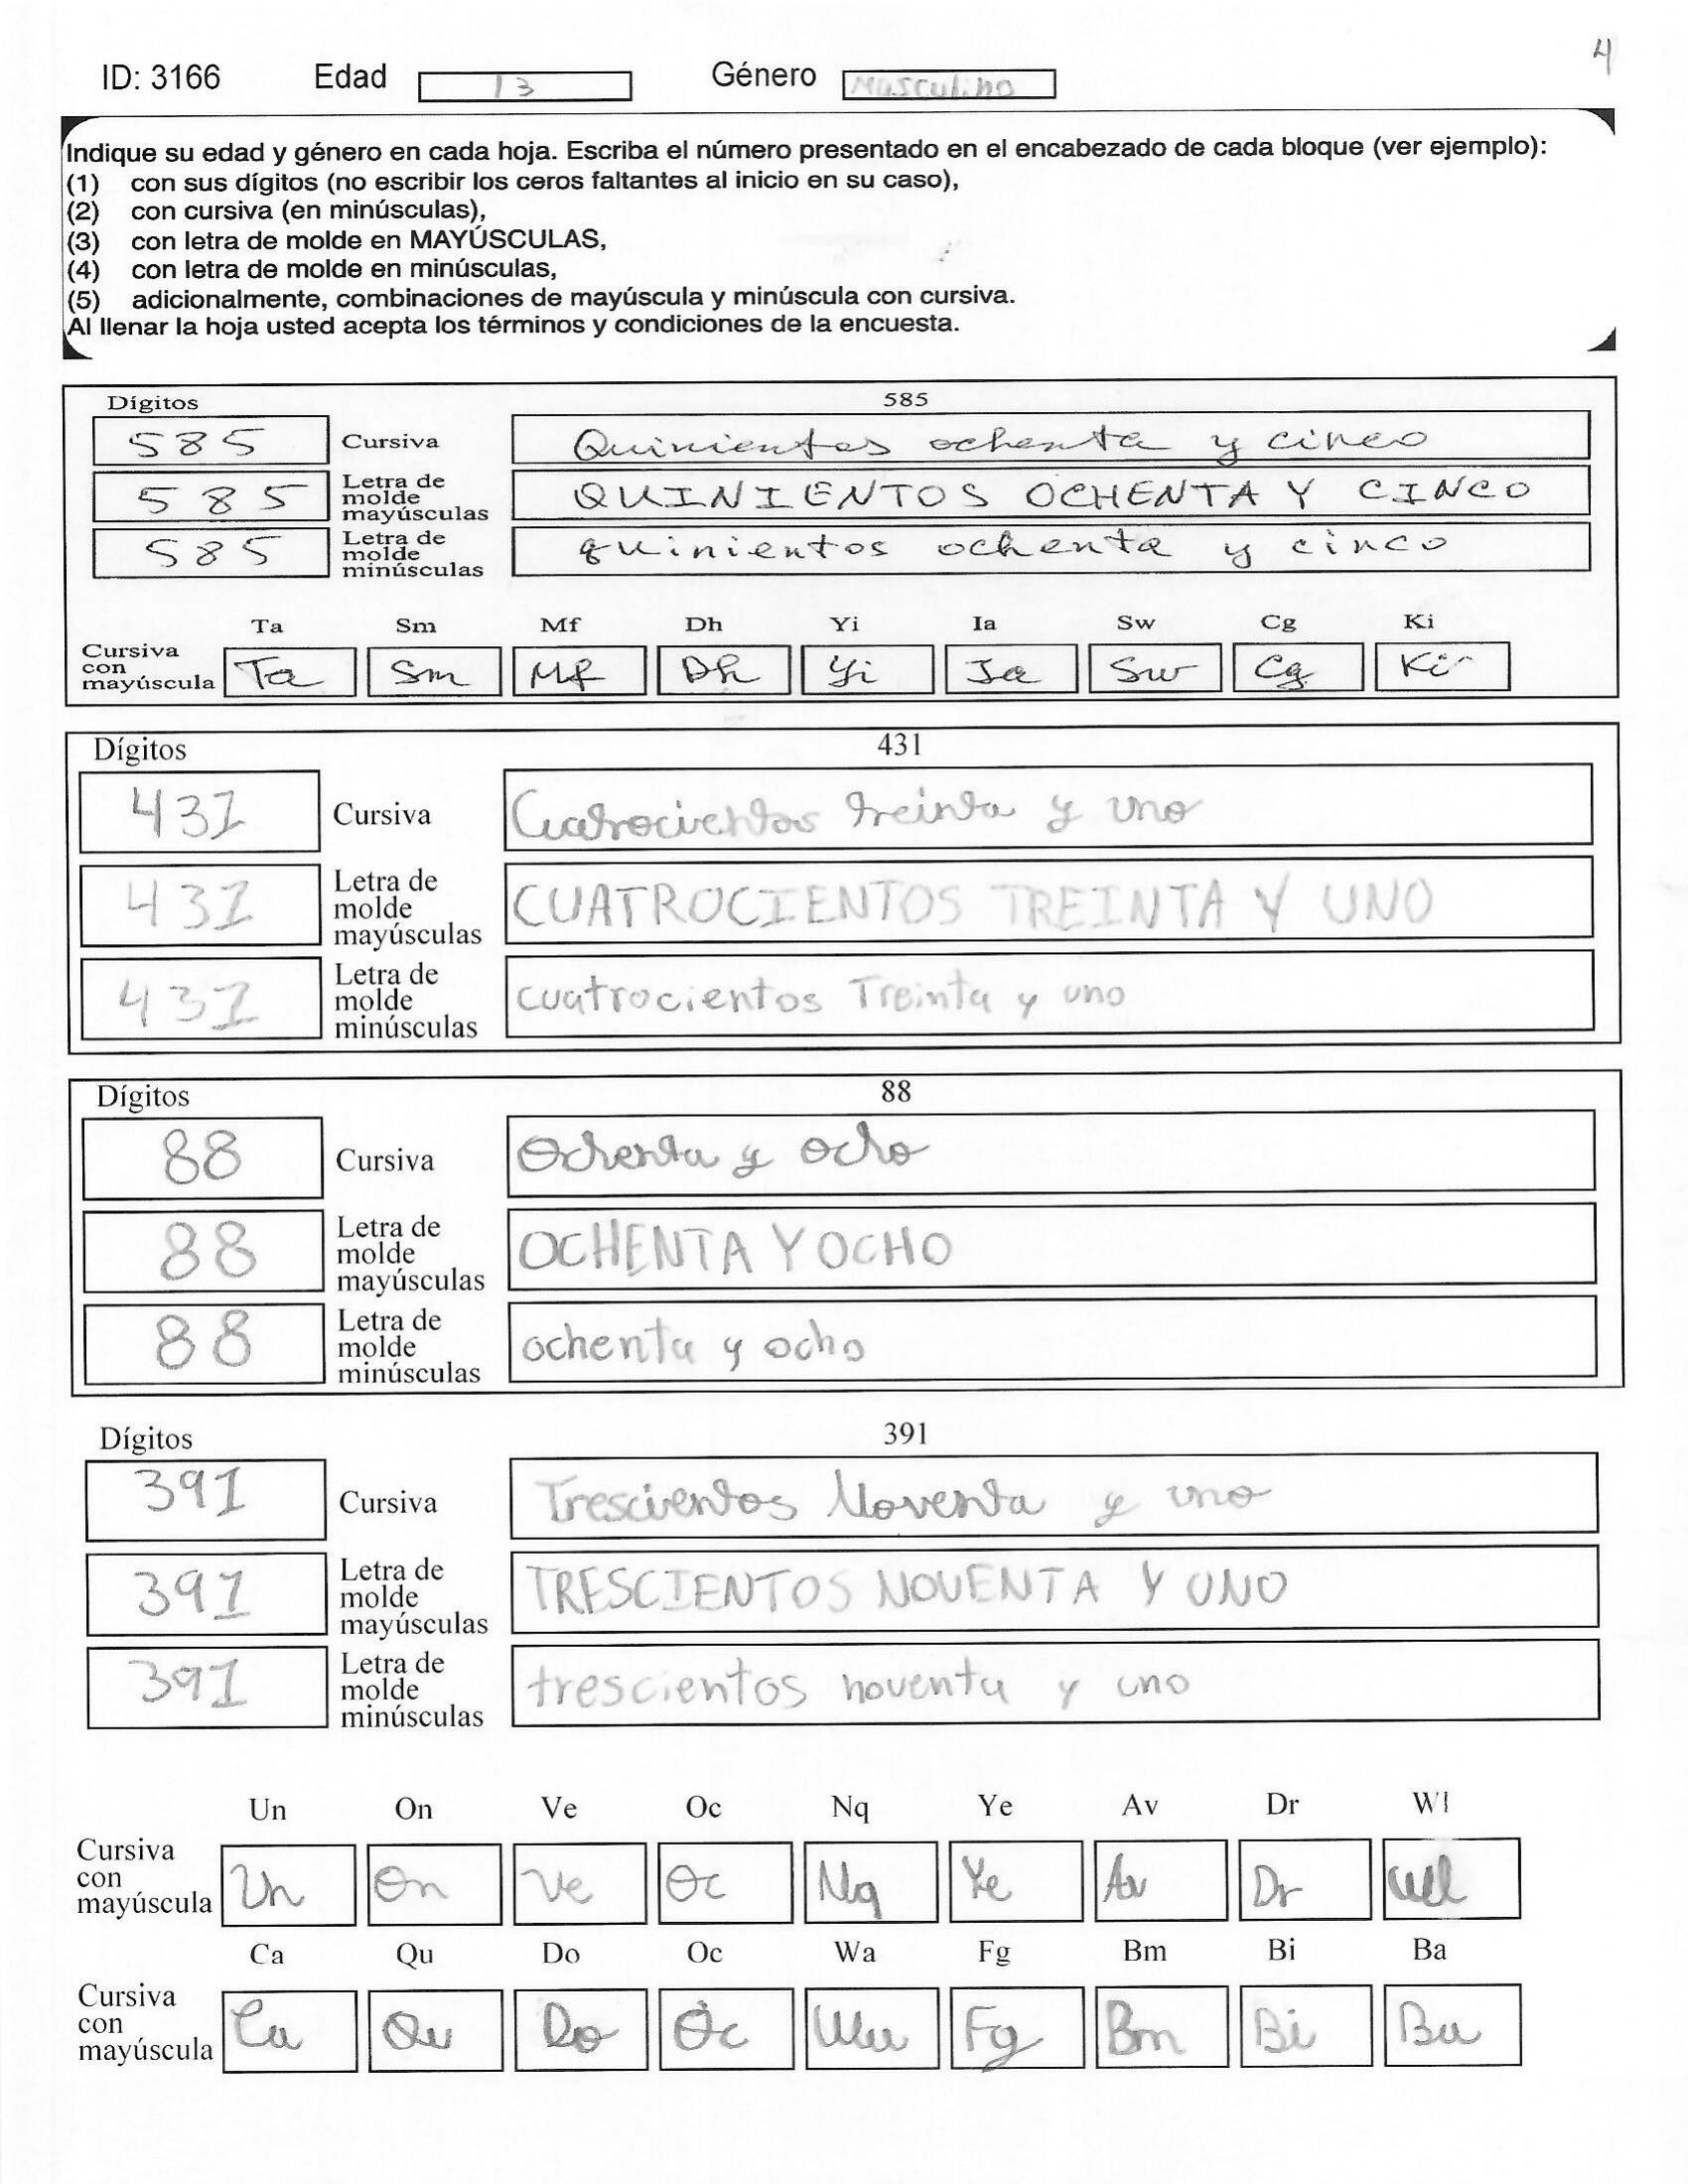 4
ID: 3166 Edad 13 Género Masculino
Indique su edad y género en cada hoja. Escriba el número presentado en el encabezado de cada bloque (ver ejemplo):
(1) con sus dígitos (no escribir los ceros faltantes al inicio en su caso),
(2) con cursiva (en minúsculas),
(3) con letra de molde en MAYÚSCULAS,
(4) con letra de molde en minúsculas,
(5) adicionalmente, combinaciones de mayúscula y minúscula con cursiva.
Al llenar la hoja usted acepta los términos y condiciones de la encuesta.
Dígitos 585
585 Cursiva Quinientos ochenta y cinco
585 Letra de molde mayúsculas QUINIENTOS OCHENTA Y CINCO
585 Letra de molde minúsculas quinientos ochenta y cinco
Ta Sm Mf Dh Yi Ia Sw Cg Ki
Cursiva con mayúscula Ta Sm Mf Dh Yi Ia Sw Cg Ki
Dígitos 431
431 Cursiva Cuatrocientos treinta y uno
431 Letra de molde mayúsculas CUATROCIENTOS TREINTA Y UNO
431 Letra de molde minúsculas cuatrocientos Treinta y uno
Dígitos 88
88 Cursiva Ochenta y ocho
88 Letra de molde mayúsculas OCHENTA Y OCHO
88 Letra de molde minúsculas ochenta y ocho
Dígitos 391
391 Cursiva Trescientos Noventa y uno
391 Letra de molde mayúsculas TRESCIENTOS NOVENTA Y UNO
391 Letra de molde minúsculas trescientos noventa y uno
Un On Ve Oc Nq Ye Av Dr Wl
Cursiva con mayúscula Un On Ve Oc Nq Ye Av Dr Wl
Ca Qu Do Oc Wa Fg Bm Bi Ba
Cursiva con mayúscula Ca Qu Do Oc Wa Fg Bm Bi Ba